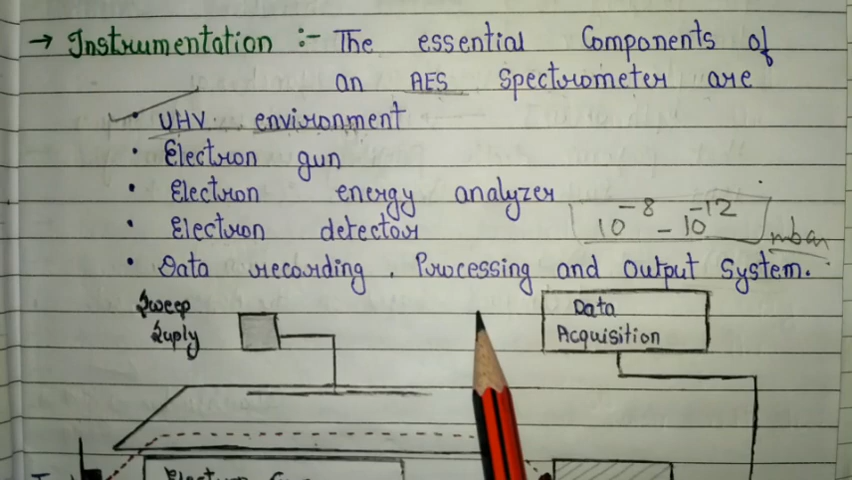 → Instrumentation :- The essential Components of
an AES Spectrometer are
• UHV environment
• Electron gun
• Electron energy analyzer
• Electron detector
10⁻⁸ - 10⁻¹² mbar
• Data recording, Processing and Output System.
Sweep
Suply
Data
Acquisition